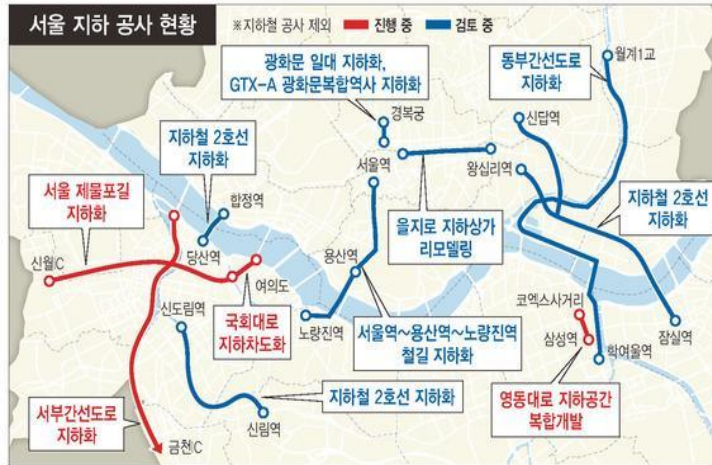 서울 지하 공사 현황
※지하철 공사 제외
진행 중
검토 중
광화문 일대 지하화,
GTX-A 광화문복합역사 지하화
동부간선도로
지하화
월계1교
경복궁
신답역
지하철 2호선
지하화
서울역
왕십리역
서울 제물포길
지하화
합정역
을지로 지하상가
리모델링
지하철 2호선
지하화
신월IC
당산역
용산역
여의도
코엑스사거리
신도림역
국회대로
지하차도화
노량진역
서울역~용산역~노량진역
철길 지하화
삼성역
잠실역
학여울역
서부간선도로
지하화
지하철 2호선 지하화
영동대로 지하공간
복합개발
신림역
금천IC